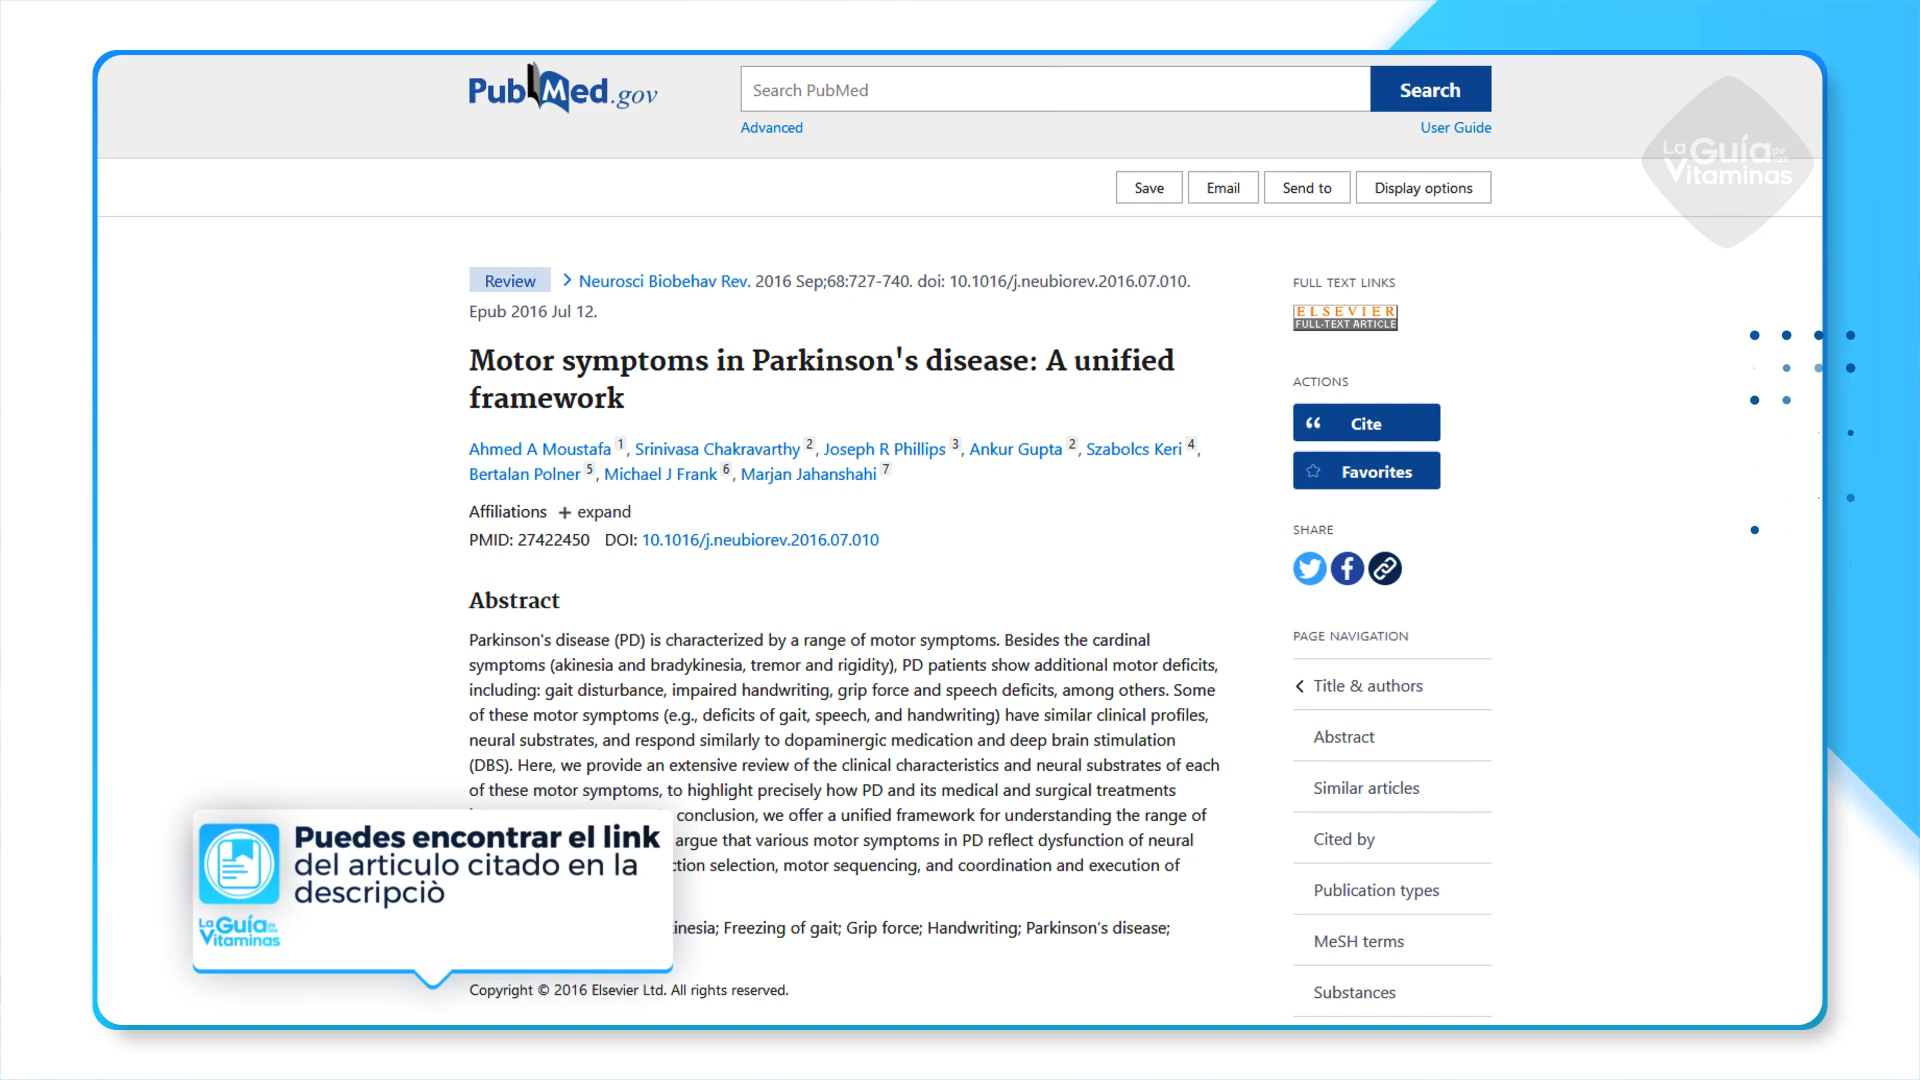 PubMed.gov
Search PubMed
Search
Advanced
User Guide
La Guía de las
Vitaminas
Save
Email
Send to
Display options
Review
Neurosci Biobehav Rev. 2016 Sep;68:727-740. doi: 10.1016/j.neubiorev.2016.07.010.
Epub 2016 Jul 12.
Motor symptoms in Parkinson's disease: A unified
framework
Ahmed A Moustafa 1, Srinivasa Chakravarthy 2, Joseph R Phillips 3, Ankur Gupta 2, Szabolcs Keri 4,
Bertalan Polner 5, Michael J Frank 6, Marjan Jahanshahi 7
Affiliations + expand
PMID: 27422450 DOI: 10.1016/j.neubiorev.2016.07.010
Abstract
Parkinson's disease (PD) is characterized by a range of motor symptoms. Besides the cardinal
symptoms (akinesia and bradykinesia, tremor and rigidity), PD patients show additional motor deficits,
including: gait disturbance, impaired handwriting, grip force and speech deficits, among others. Some
of these motor symptoms (e.g., deficits of gait, speech, and handwriting) have similar clinical profiles,
neural substrates, and respond similarly to dopaminergic medication and deep brain stimulation
(DBS). Here, we provide an extensive review of the clinical characteristics and neural substrates of each
of these motor symptoms, to highlight precisely how PD and its medical and surgical treatments
conclusion, we offer a unified framework for understanding the range of
argue that various motor symptoms in PD reflect dysfunction of neural
ction selection, motor sequencing, and coordination and execution of
inesia; Freezing of gait; Grip force; Handwriting; Parkinson's disease;
Copyright © 2016 Elsevier Ltd. All rights reserved.
Puedes encontrar el link
del articulo citado en la
descripciò
La Guía de las
Vitaminas
FULL TEXT LINKS
ELSEVIER
FULL-TEXT ARTICLE
ACTIONS
Cite
Favorites
SHARE
PAGE NAVIGATION
Title & authors
Abstract
Similar articles
Cited by
Publication types
MeSH terms
Substances